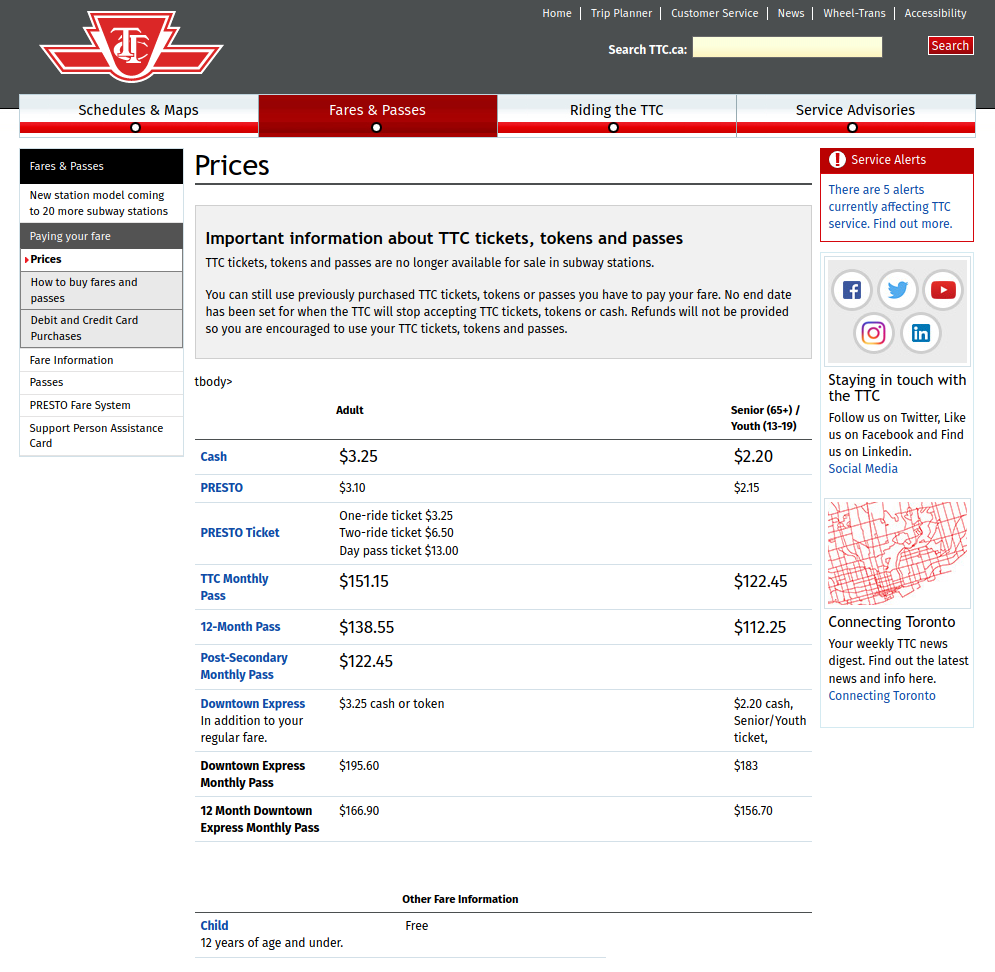 Home
Trip Planner
Customer Service
News
Wheel-Trans
Accessibility
Search TTC.ca:
Search
TTC
Schedules & Maps
Fares & Passes
Riding the TTC
Service Advisories
Fares & Passes
New station model coming
to 20 more subway stations
Paying your fare
Prices
How to buy fares and
passes
Debit and Credit Card
Purchases
Fare Information
Passes
PRESTO Fare System
Support Person Assistance
Card
Prices
Important information about TTC tickets, tokens and passes
TTC tickets, tokens and passes are no longer available for sale in subway stations.
You can still use previously purchased TTC tickets, tokens or passes you have to pay your fare. No end date
has been set for when the TTC will stop accepting TTC tickets, tokens or cash. Refunds will not be provided
so you are encouraged to use your TTC tickets, tokens and passes.
tbody>
Adult
Senior (65+) /
Youth (13-19)
Cash
$3.25
$2.20
PRESTO
$3.10
$2.15
PRESTO Ticket
One-ride ticket $3.25
Two-ride ticket $6.50
Day pass ticket $13.00
TTC Monthly
Pass
$151.15
$122.45
12-Month Pass
$138.55
$112.25
Post-Secondary
Monthly Pass
$122.45
Downtown Express
In addition to your
regular fare.
$3.25 cash or token
$2.20 cash,
Senior/Youth
ticket,
Downtown Express
Monthly Pass
$195.60
$183
12 Month Downtown
Express Monthly Pass
$166.90
$156.70
Other Fare Information
Child
12 years of age and under.
Free
Service Alerts
There are 5 alerts
currently affecting TTC
service. Find out more.
Staying in touch with
the TTC
Follow us on Twitter, Like
us on Facebook and Find
us on Linkedin.
Social Media
Connecting Toronto
Your weekly TTC news
digest. Find out the latest
news and info here.
Connecting Toronto